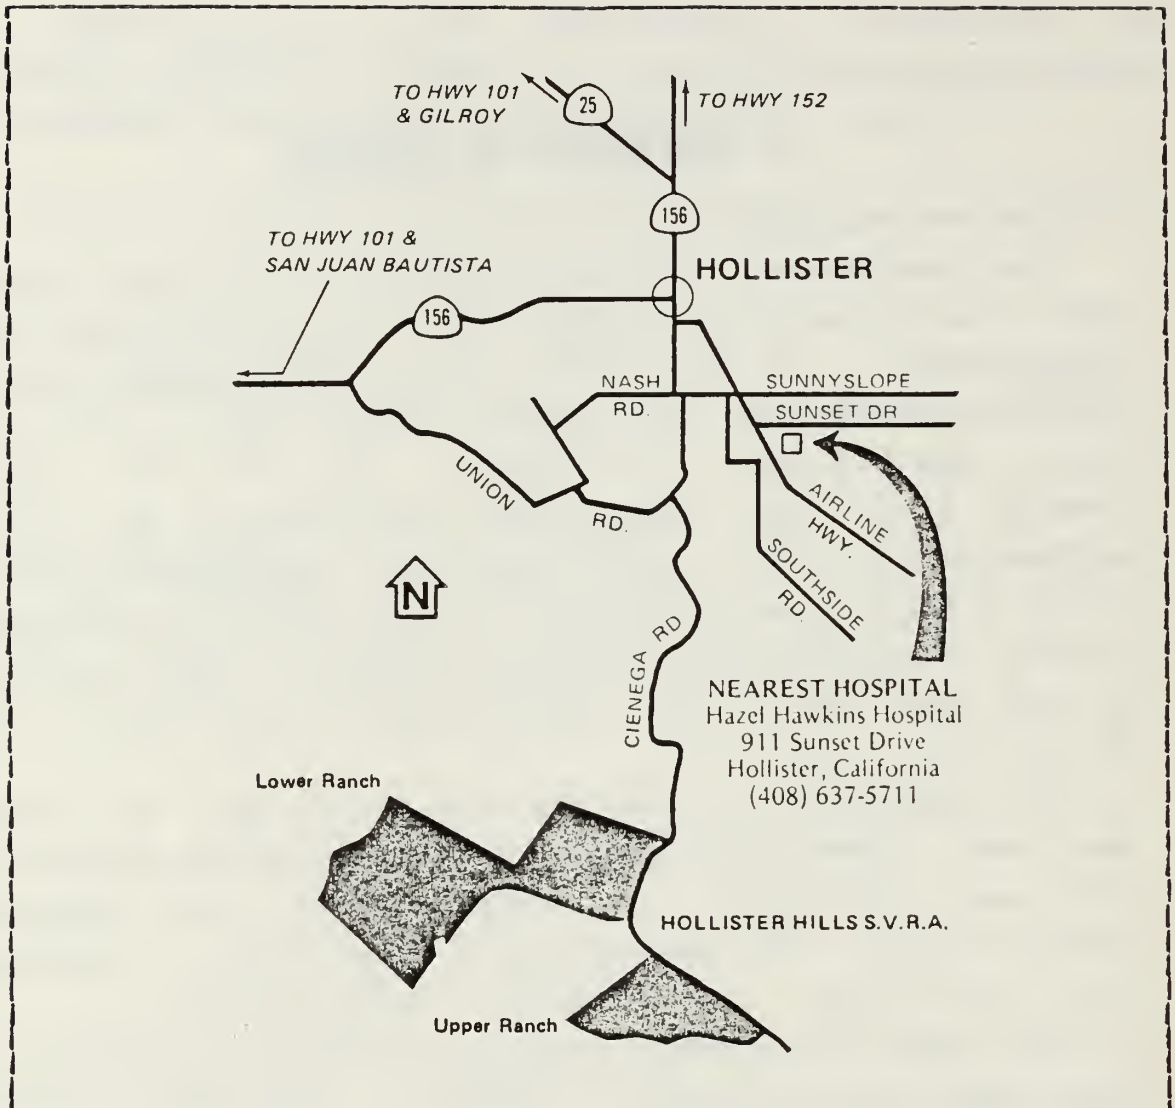 TO HWY 101
& GILROY
25
TO HWY 152
156
TO HWY 101 &
SAN JUAN BAUTISTA
HOLLISTER
156
NASH
RD.
SUNNYSLOPE
SUNSET DR
UNION
RD.
AIRLINE
HWY.
SOUTHSIDE
RD.
N
CIENEGA RD
NEAREST HOSPITAL
Hazel Hawkins Hospital
911 Sunset Drive
Hollister, California
(408) 637-5711
Lower Ranch
HOLLISTER HILLS S.V.R.A.
Upper Ranch